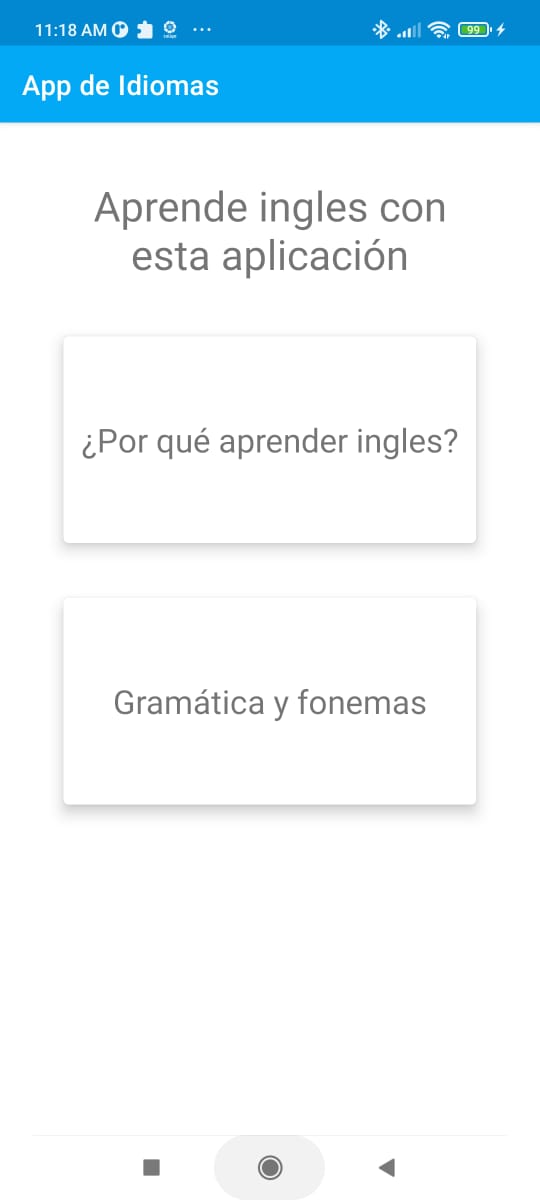 11:18 AM
99
App de Idiomas
Aprende ingles con
esta aplicación
¿Por qué aprender ingles?
Gramática y fonemas